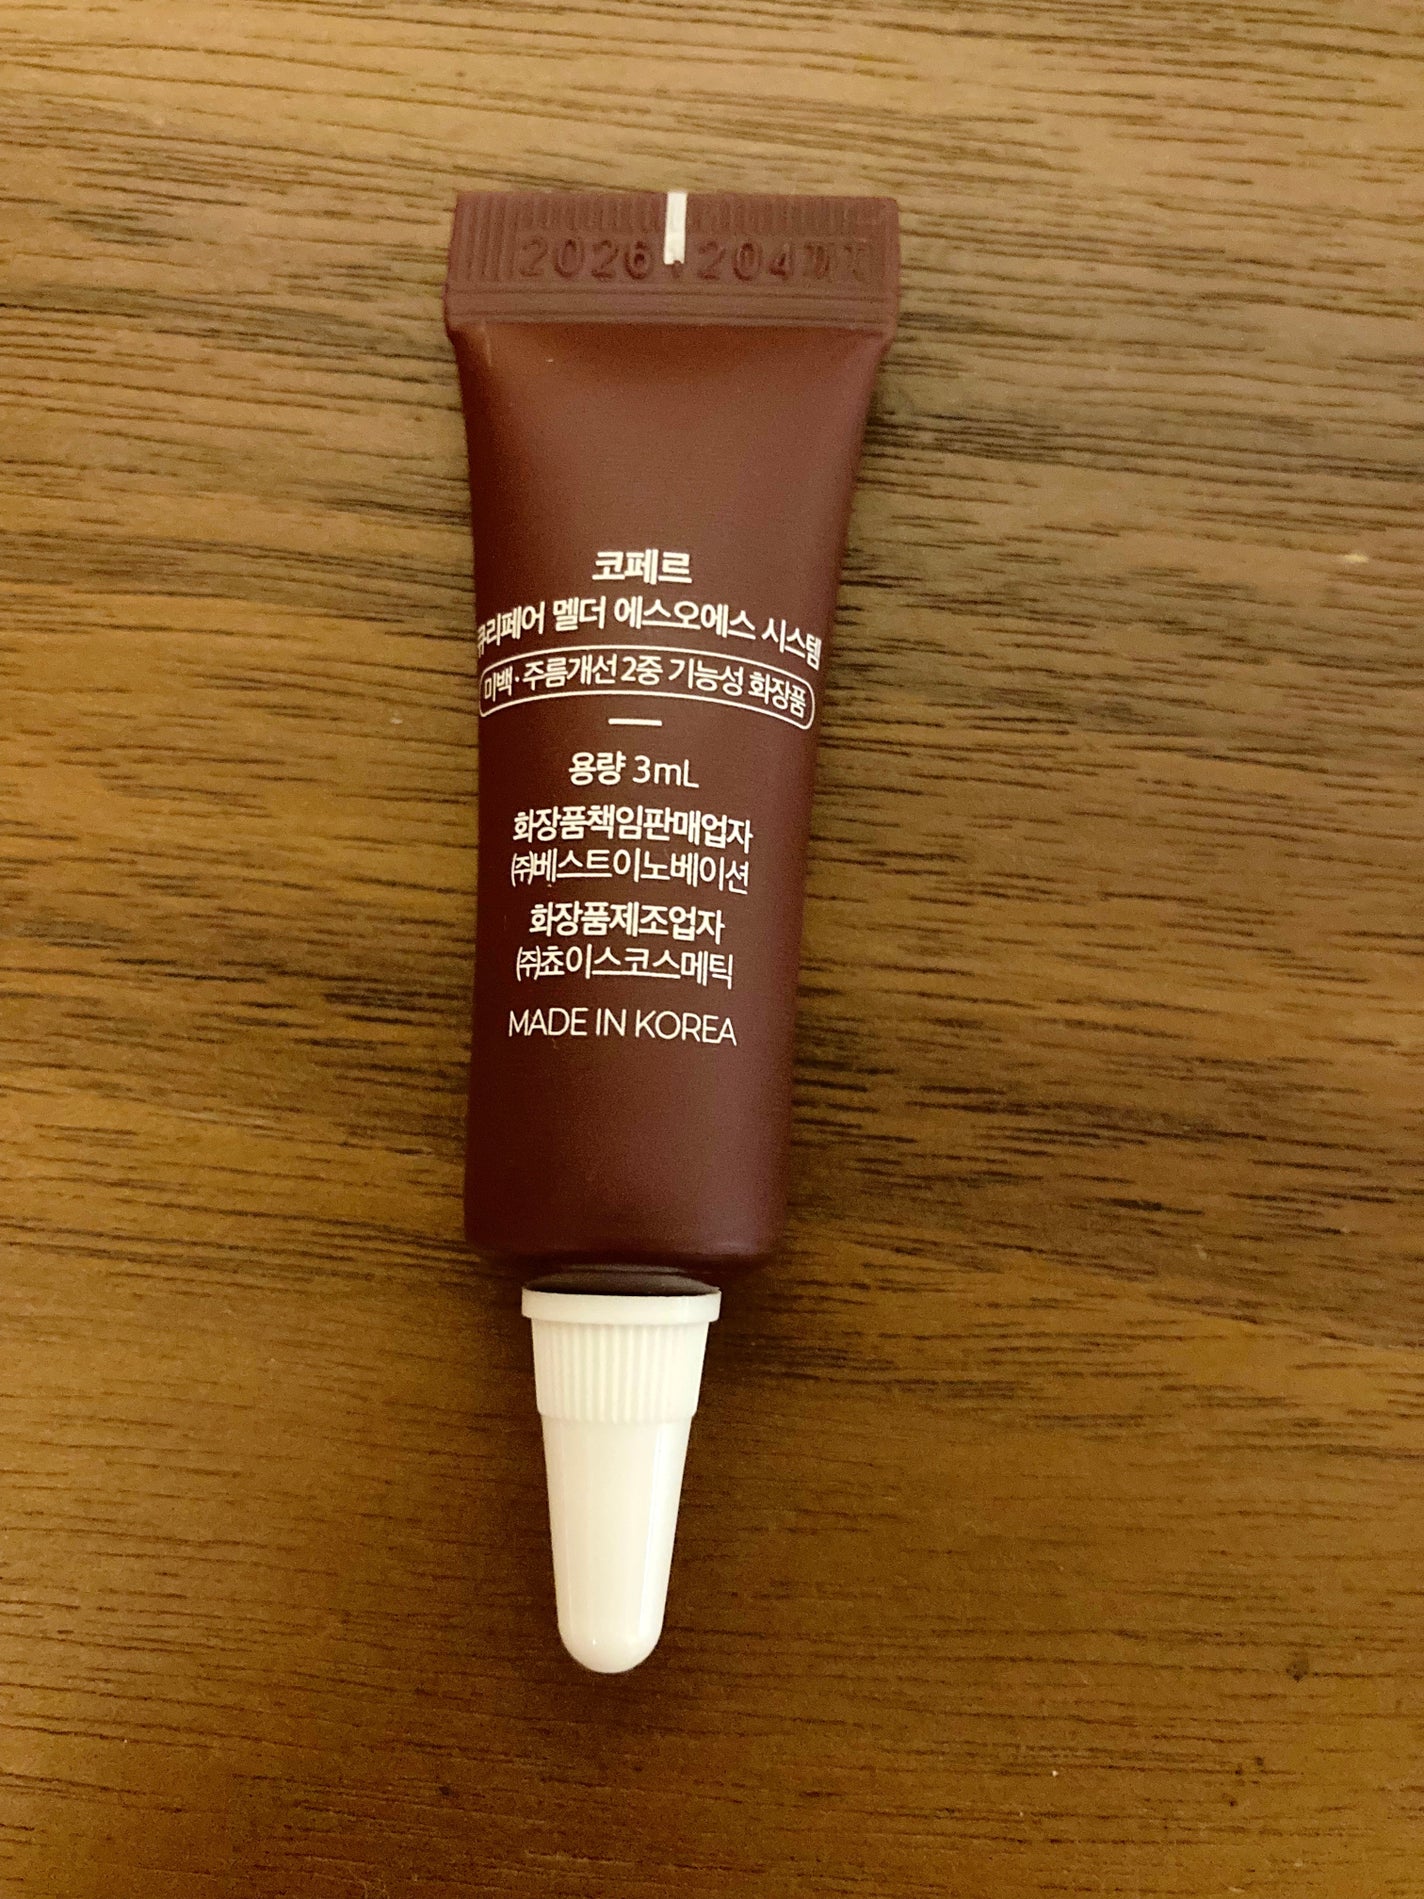 코페르
큐리페어 멜더 에스오에스 시스템
미백·주름개선 2중 기능성 화장품
용량 3mL
화장품책임판매업자
㈜베스트이노베이션
화장품제조업자
㈜쵸이스코스메틱
MADE IN KOREA